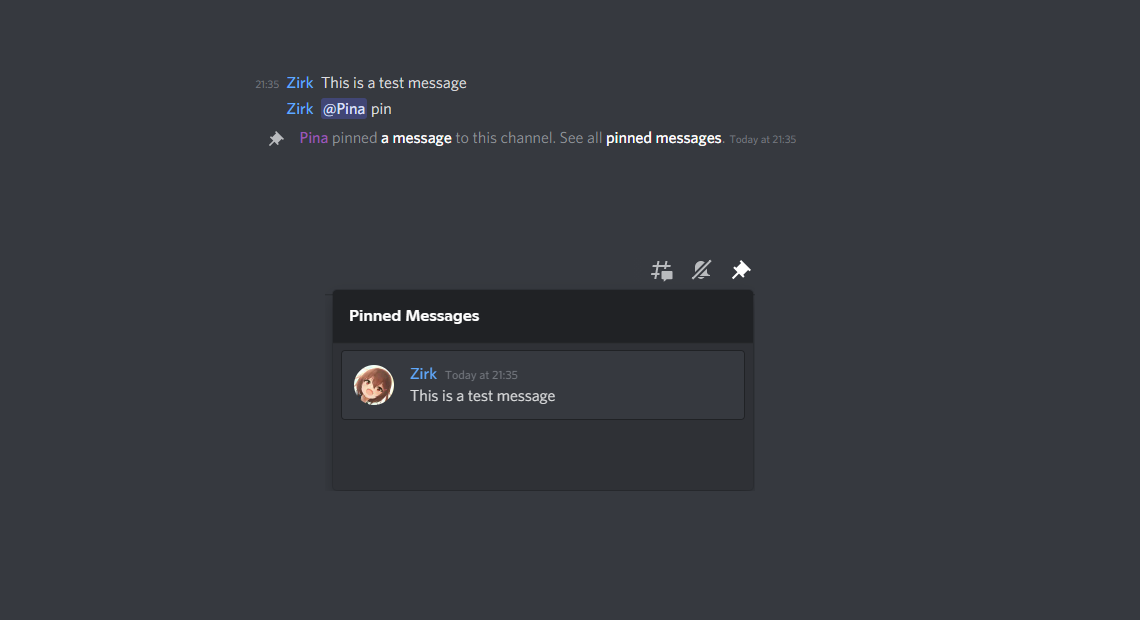 21:35 Zirk This is a test message
Zirk @Pina pin
Pina pinned a message to this channel. See all pinned messages. Today at 21:35
Pinned Messages
Zirk Today at 21:35
This is a test message